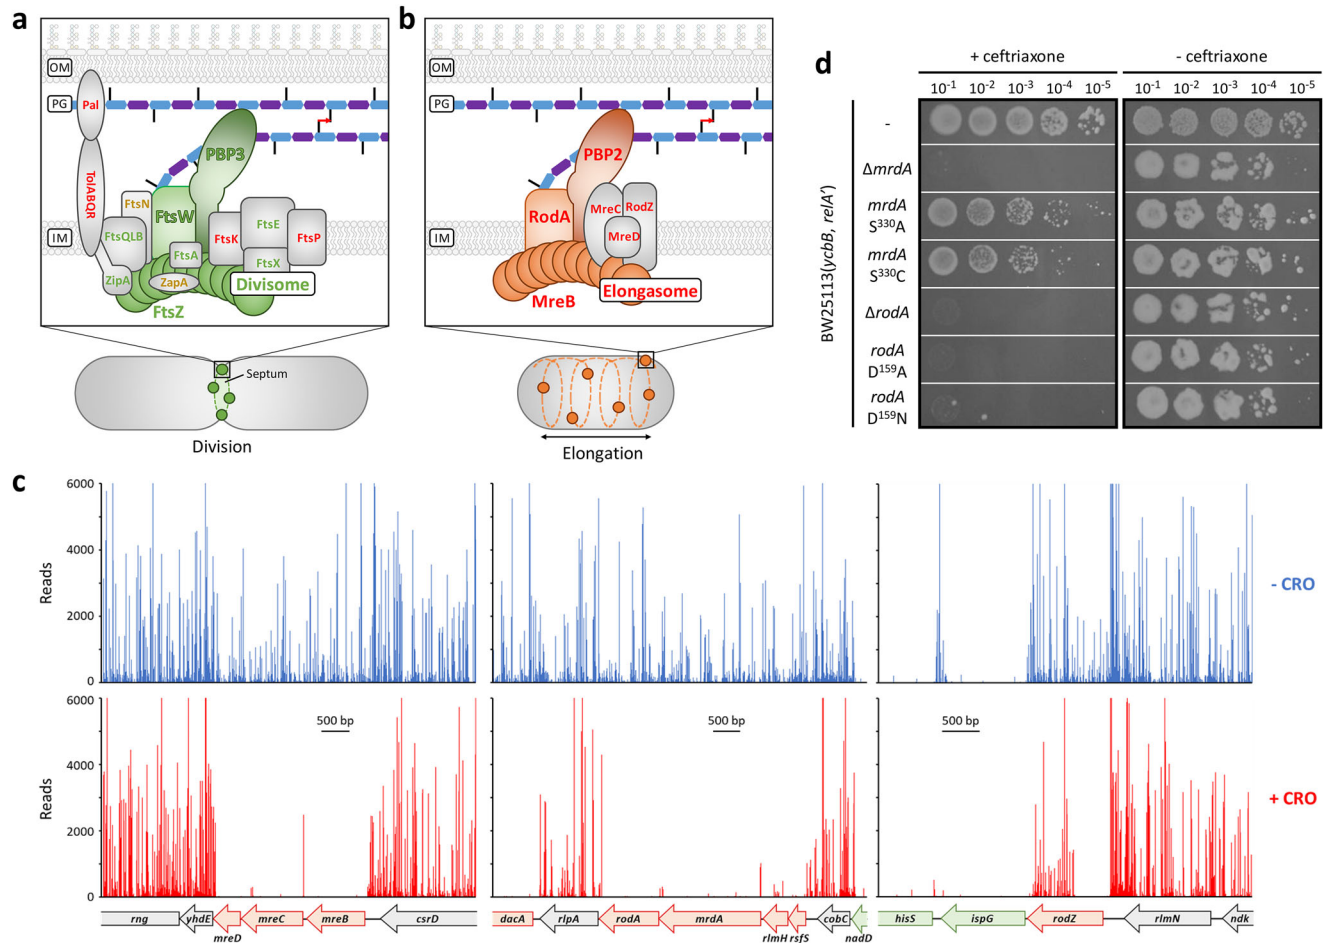 a
OM
PG
Pal
PBP3
TolABQR
FtsN
FtsW
FtsQLB
FtsK
FtsE
FtsP
IM
FtsA
FtsX
ZipA
ZapA
Divisome
FtsZ
Septum
Division
b
OM
PG
PBP2
RodA
MreC
RodZ
IM
MreD
Elongasome
MreB
Elongation
d
+ ceftriaxone
- ceftriaxone
10-1 10-2 10-3 10-4 10-5
10-1 10-2 10-3 10-4 10-5
BW25113(ycbB, relA')
-
ΔmrdA
mrdA
S330A
mrdA
S330C
ΔrodA
rodA
D159A
rodA
D159N
c
6000
4000
Reads
2000
0
- CRO
6000
500 bp
500 bp
500 bp
4000
Reads
2000
0
+ CRO
rng yhdE mreD mreC mreB csrD
dacA rlpA rodA mrdA rlmH rsfS cobC nadD
hisS ispG rodZ rlmN ndk